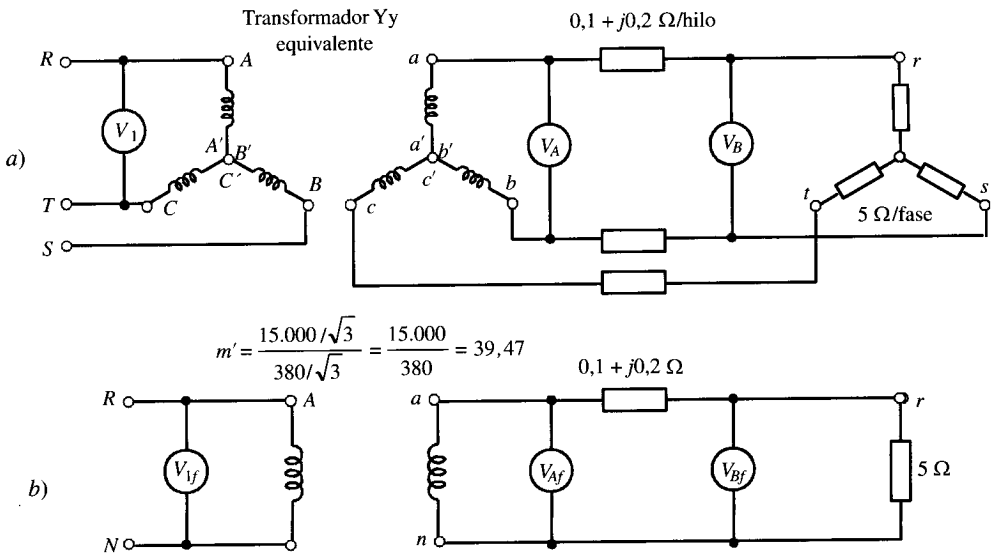 Transformador Yy
equivalente
0,1 + j0,2 Ω/hilo
R
A
a
r
a)
V1
A'
B'
C´
a'
b'
c'
VA
VB
T
C
B
c
b
t
s
5 Ω/fase
S
m' = 15.000/√3 / 380/√3 = 15.000 / 380 = 39,47
0,1 + j0,2 Ω
R
A
a
r
b)
V1f
VAf
VBf
5 Ω
N
n